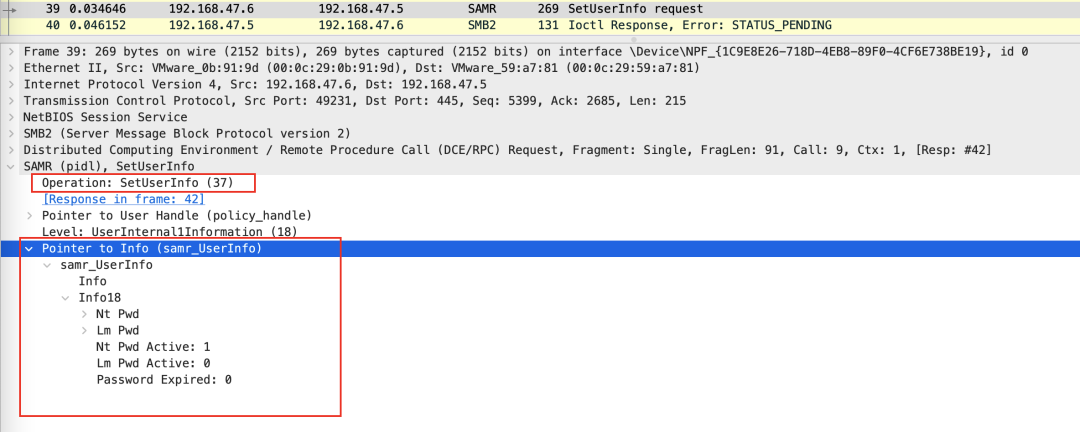 39 0.034646 192.168.47.6 192.168.47.5 SAMR 269 SetUserInfo request
40 0.046152 192.168.47.5 192.168.47.6 SMB2 131 Ioctl Response, Error: STATUS_PENDING
Frame 39: 269 bytes on wire (2152 bits), 269 bytes captured (2152 bits) on interface \Device\NPF_{1C9E8E26-718D-4EB8-89F0-4CF6E738BE19}, id 0
Ethernet II, Src: VMware_0b:91:9d (00:0c:29:0b:91:9d), Dst: VMware_59:a7:81 (00:0c:29:59:a7:81)
Internet Protocol Version 4, Src: 192.168.47.6, Dst: 192.168.47.5
Transmission Control Protocol, Src Port: 49231, Dst Port: 445, Seq: 5399, Ack: 2685, Len: 215
NetBIOS Session Service
SMB2 (Server Message Block Protocol version 2)
Distributed Computing Environment / Remote Procedure Call (DCE/RPC) Request, Fragment: Single, FragLen: 91, Call: 9, Ctx: 1, [Resp: #42]
SAMR (pidl), SetUserInfo
Operation: SetUserInfo (37)
[Response in frame: 42]
Pointer to User Handle (policy_handle)
Level: UserInternal1Information (18)
Pointer to Info (samr_UserInfo)
samr_UserInfo
Info
Info18
Nt Pwd
Lm Pwd
Nt Pwd Active: 1
Lm Pwd Active: 0
Password Expired: 0